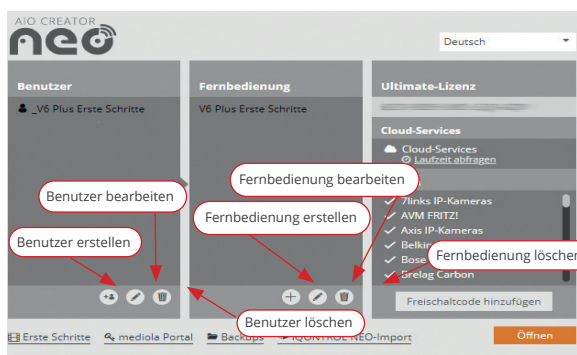 AIO CREATOR
neo
Deutsch
Benutzer
_V6 Plus Erste Schritte
Fernbedienung
V6 Plus Erste Schritte
Ultimate-Lizenz
Cloud-Services
Cloud-Services
Laufzeit abfragen
7links IP-Kameras
AVM FRITZ!
Axis IP-Kameras
Belkin
Bose
Brelag Carbon
Freischaltcode hinzufügen
Benutzer bearbeiten
Benutzer erstellen
Fernbedienung bearbeiten
Fernbedienung erstellen
Fernbedienung löschen
Benutzer löschen
Erste Schritte
mediola Portal
Backups
IQONTROL NEO-Import
Öffnen